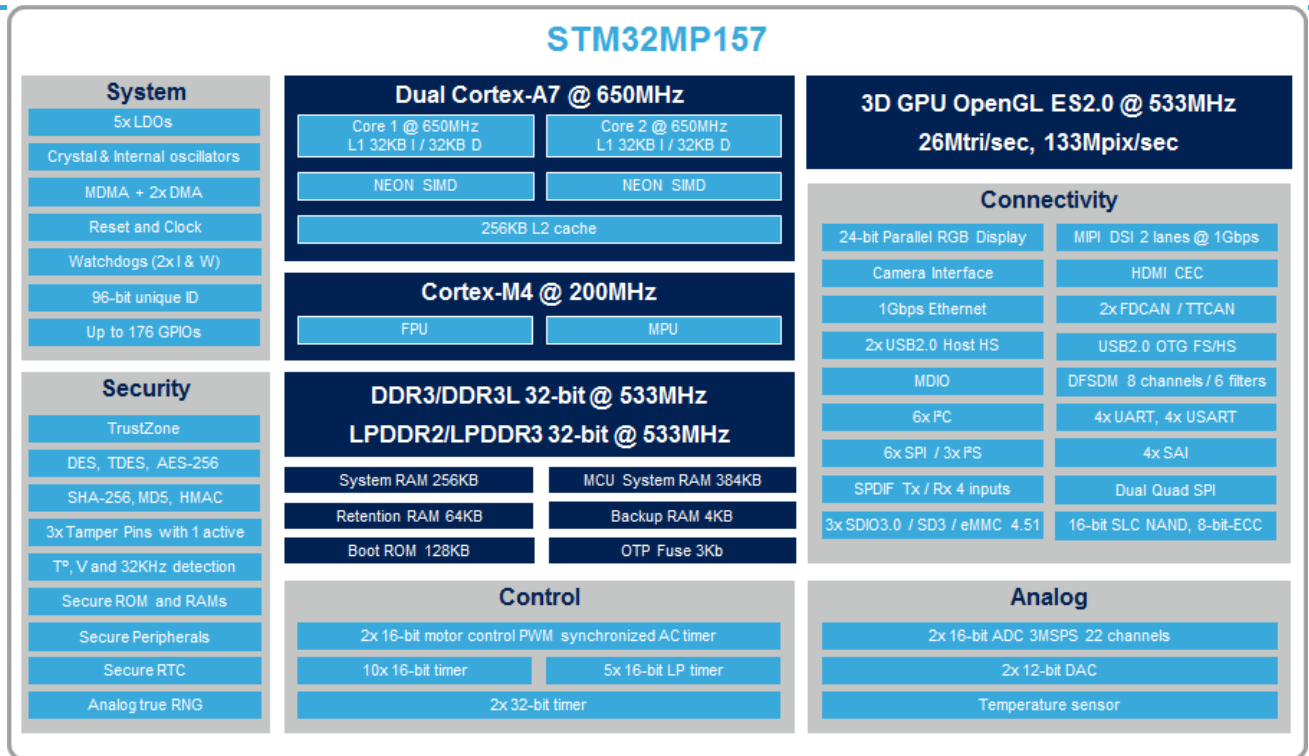 STM32MP157
System
5x LDOs
Crystal & Internal oscillators
MDMA + 2x DMA
Reset and Clock
Watchdogs (2x I & W)
96-bit unique ID
Up to 176 GPIOs
Security
TrustZone
DES, TDES, AES-256
SHA-256, MD5, HMAC
3x Tamper Pins with 1 active
Tº, V and 32KHz detection
Secure ROM and RAMs
Secure Peripherals
Secure RTC
Analog true RNG
Dual Cortex-A7 @ 650MHz
Core 1 @ 650MHz
L1 32KB I / 32KB D
Core 2 @ 650MHz
L1 32KB I / 32KB D
NEON SIMD
NEON SIMD
256KB L2 cache
Cortex-M4 @ 200MHz
FPU
MPU
DDR3/DDR3L 32-bit @ 533MHz
LPDDR2/LPDDR3 32-bit @ 533MHz
System RAM 256KB
MCU System RAM 384KB
Retention RAM 64KB
Backup RAM 4KB
Boot ROM 128KB
OTP Fuse 3Kb
Control
2x 16-bit motor control PWM synchronized AC timer
10x 16-bit timer
5x 16-bit LP timer
2x 32-bit timer
3D GPU OpenGL ES2.0 @ 533MHz
26Mtri/sec, 133Mpix/sec
Connectivity
24-bit Parallel RGB Display
MIPI DSI 2 lanes @ 1Gbps
Camera Interface
HDMI CEC
1Gbps Ethernet
2x FDCAN / TTCAN
2x USB2.0 Host HS
USB2.0 OTG FS/HS
MDIO
DFSDM 8 channels / 6 filters
6x I²C
4x UART, 4x USART
6x SPI / 3x I²S
4x SAI
SPDIF Tx / Rx 4 inputs
Dual Quad SPI
3x SDIO3.0 / SD3 / eMMC 4.51
16-bit SLC NAND, 8-bit-ECC
Analog
2x 16-bit ADC 3MSPS 22 channels
2x 12-bit DAC
Temperature sensor